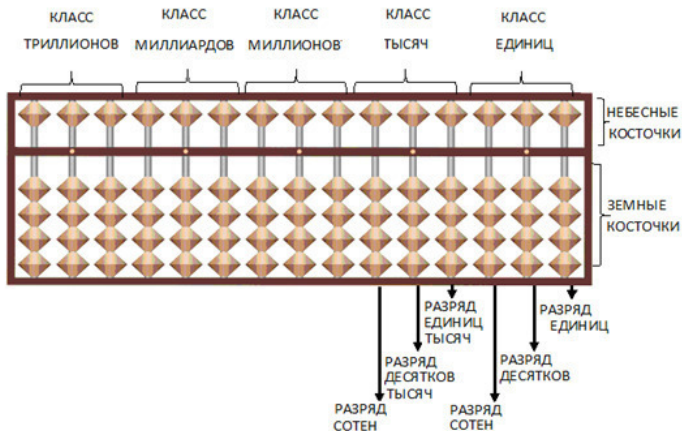 КЛАСС
ТРИЛЛИОНОВ
КЛАСС
МИЛЛИАРДОВ
КЛАСС
МИЛЛИОНОВ
КЛАСС
ТЫСЯЧ
КЛАСС
ЕДИНИЦ
НЕБЕСНЫЕ
КОСТОЧКИ
ЗЕМНЫЕ
КОСТОЧКИ
РАЗРЯД
ЕДИНИЦ
ТЫСЯЧ
РАЗРЯД
ЕДИНИЦ
РАЗРЯД
ДЕСЯТКОВ
ТЫСЯЧ
РАЗРЯД
ДЕСЯТКОВ
РАЗРЯД
СОТЕН
РАЗРЯД
СОТЕН